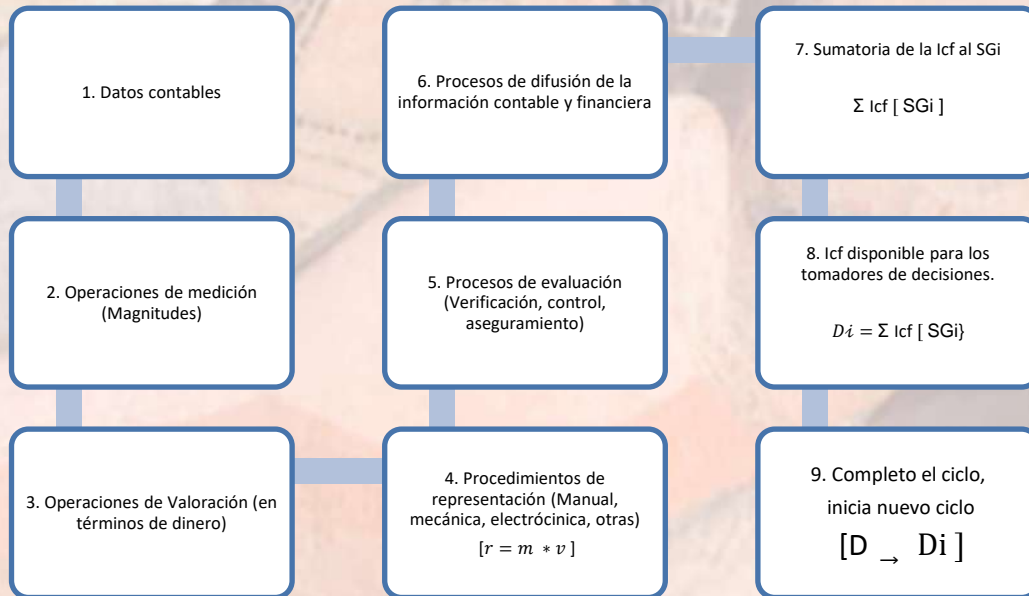 1. Datos contables
2. Operaciones de medición
(Magnitudes)
3. Operaciones de Valoración (en
términos de dinero)
4. Procedimientos de
representación (Manual,
mecánica, electrócinica, otras)
[r = m * v ]
5. Procesos de evaluación
(Verificación, control,
aseguramiento)
6. Procesos de difusión de la
información contable y financiera
7. Sumatoria de la Icf al SGi
Σ Icf [ SGi ]
8. Icf disponible para los
tomadores de decisiones.
Di = Σ Icf [ SGi}
9. Completo el ciclo,
inicia nuevo ciclo
[D → Di ]